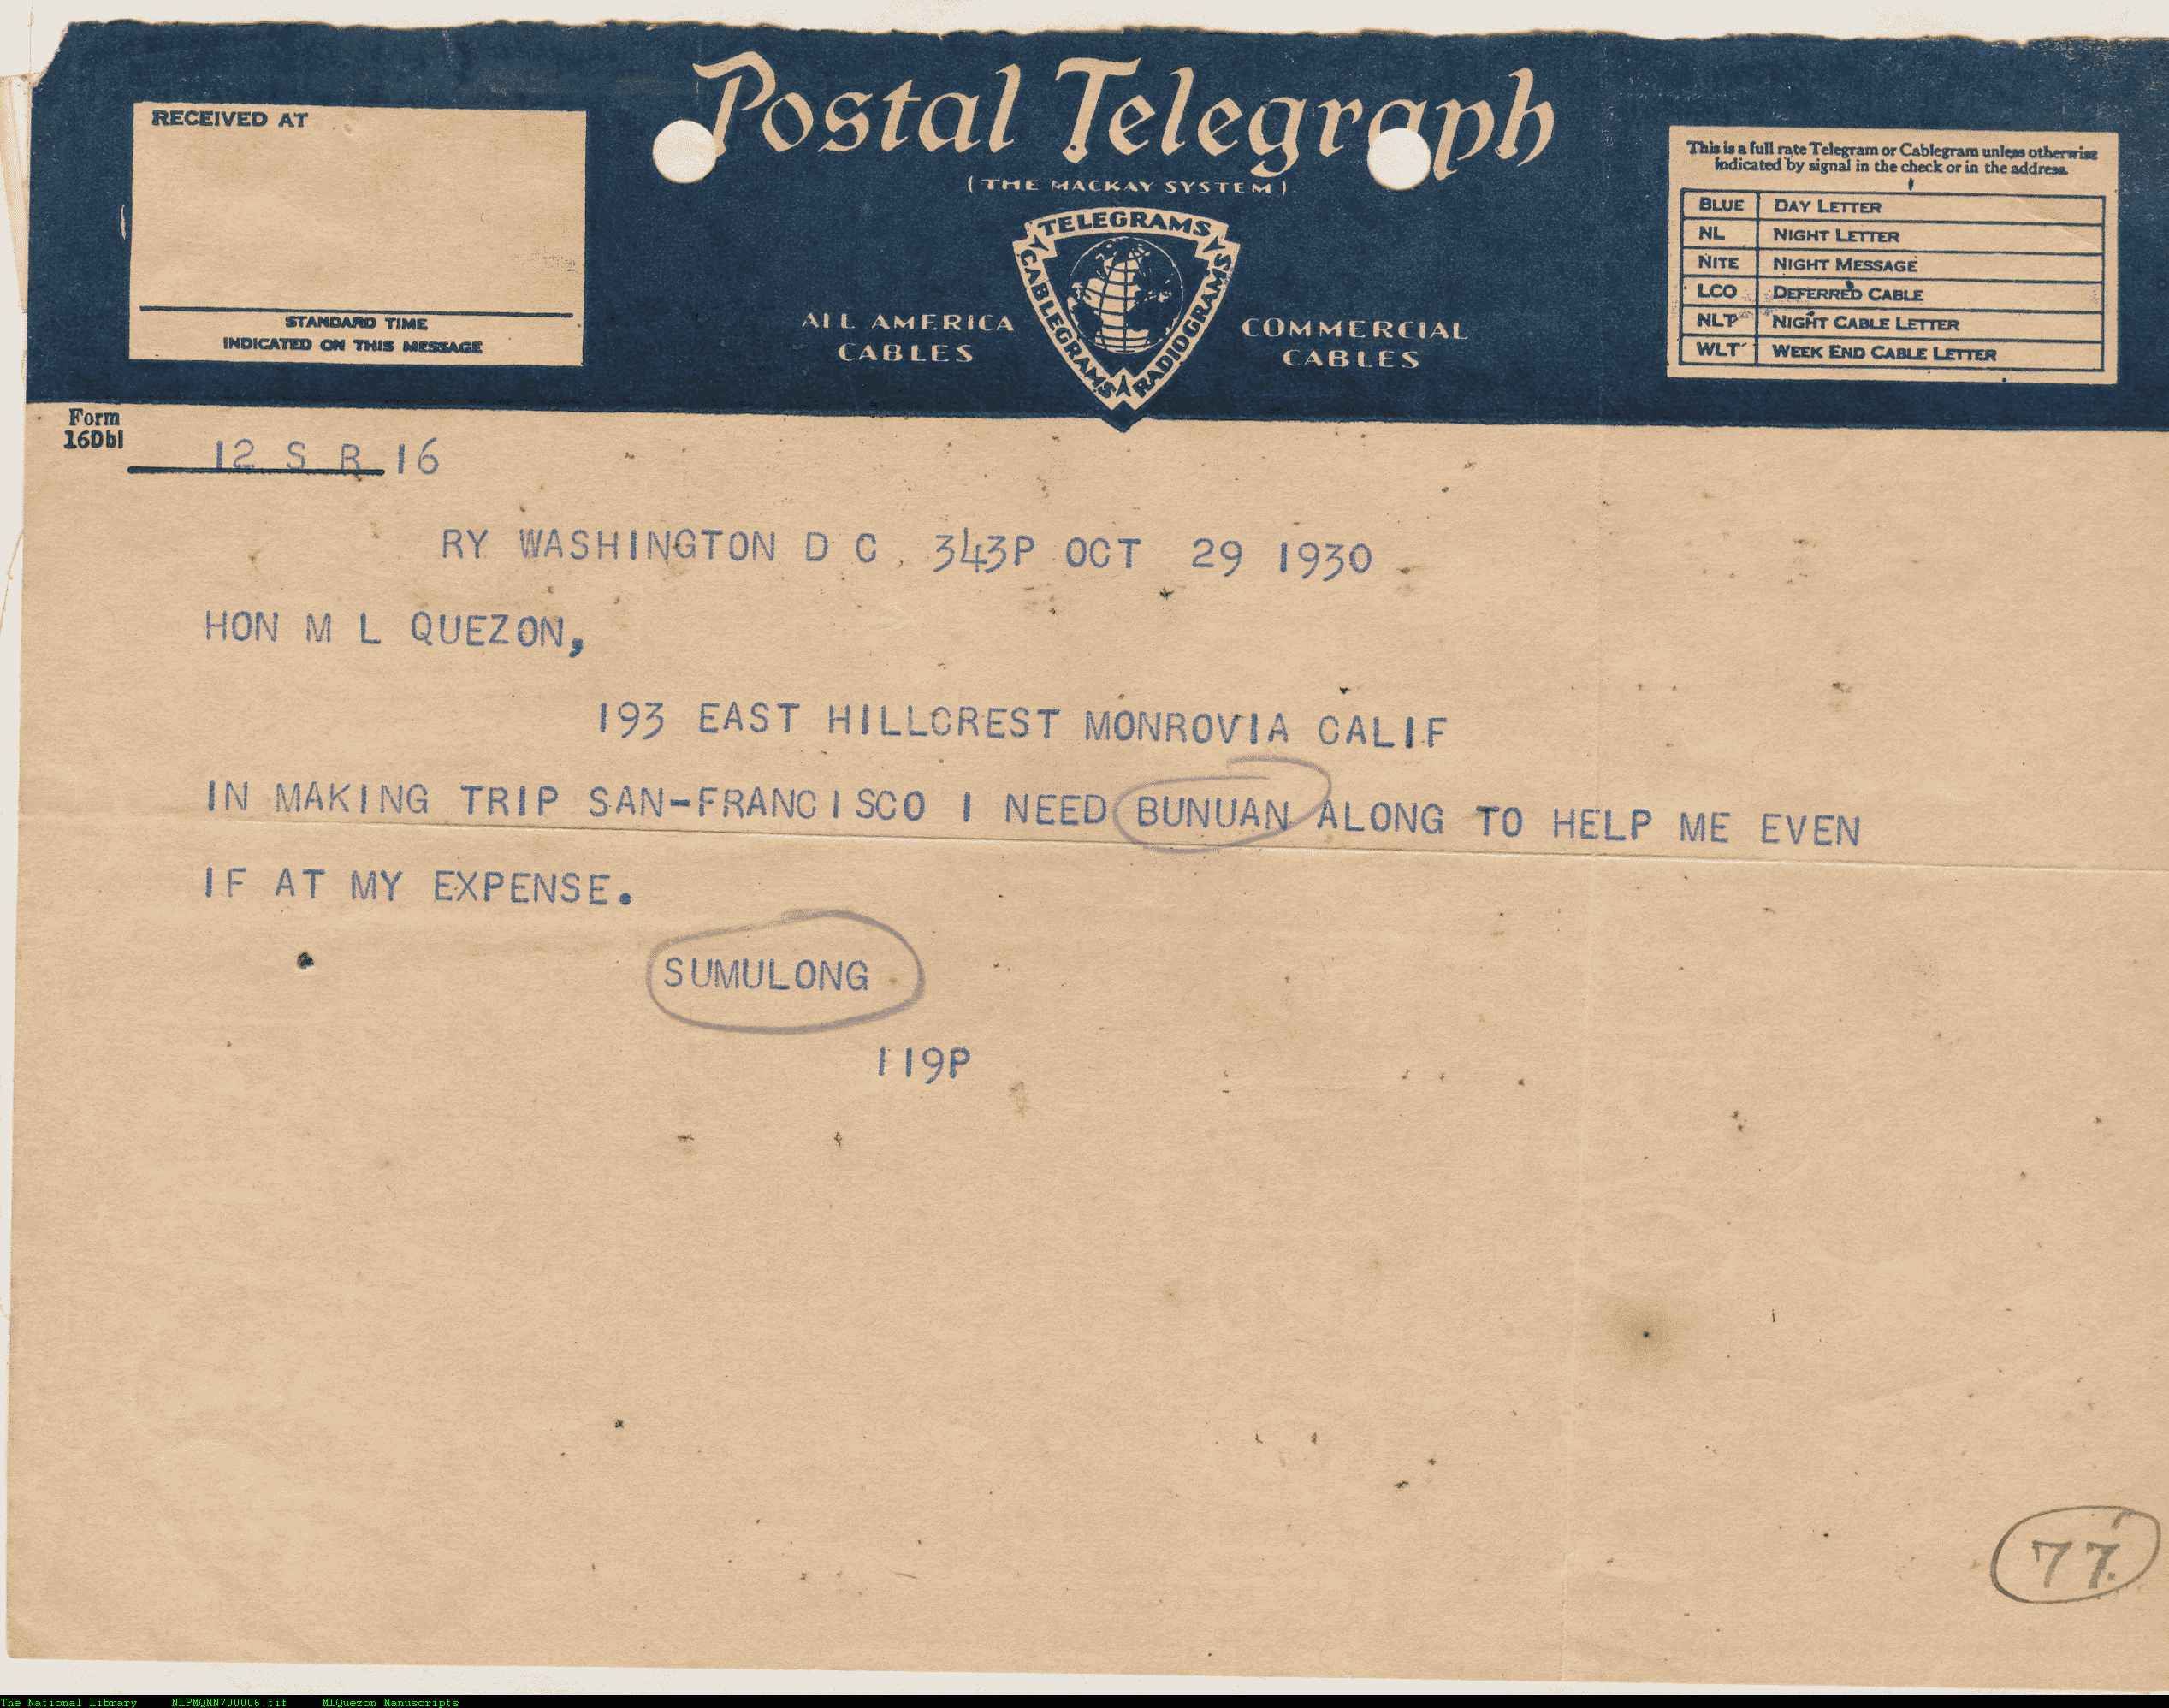 Postal Telegraph
(THE MACKAY SYSTEM)
RECEIVED AT
STANDARD TIME
INDICATED ON THIS MESSAGE
TELEGRAMS
CABLEGRAMS
RADIOGRAMS
ALL AMERICA
CABLES
COMMERCIAL
CABLES
This is a full rate Telegram or Cablegram unless otherwise
indicated by signal in the check or in the address.
BLUE DAY LETTER
NL NIGHT LETTER
NITE NIGHT MESSAGE
LCO DEFERRED CABLE
NLT NIGHT CABLE LETTER
WLT WEEK END CABLE LETTER
Form
16Dbl
12 S R 16
RY WASHINGTON D C . 343P OCT 29 1930
HON M L QUEZON,
193 EAST HILLCREST MONROVIA CALIF
IN MAKING TRIP SAN-FRANCISCO I NEED BUNUAN ALONG TO HELP ME EVEN
IF AT MY EXPENSE.
SUMULONG
119P
77
The National Library NLPMQMN700006.tif MLQuezon Manuscripts